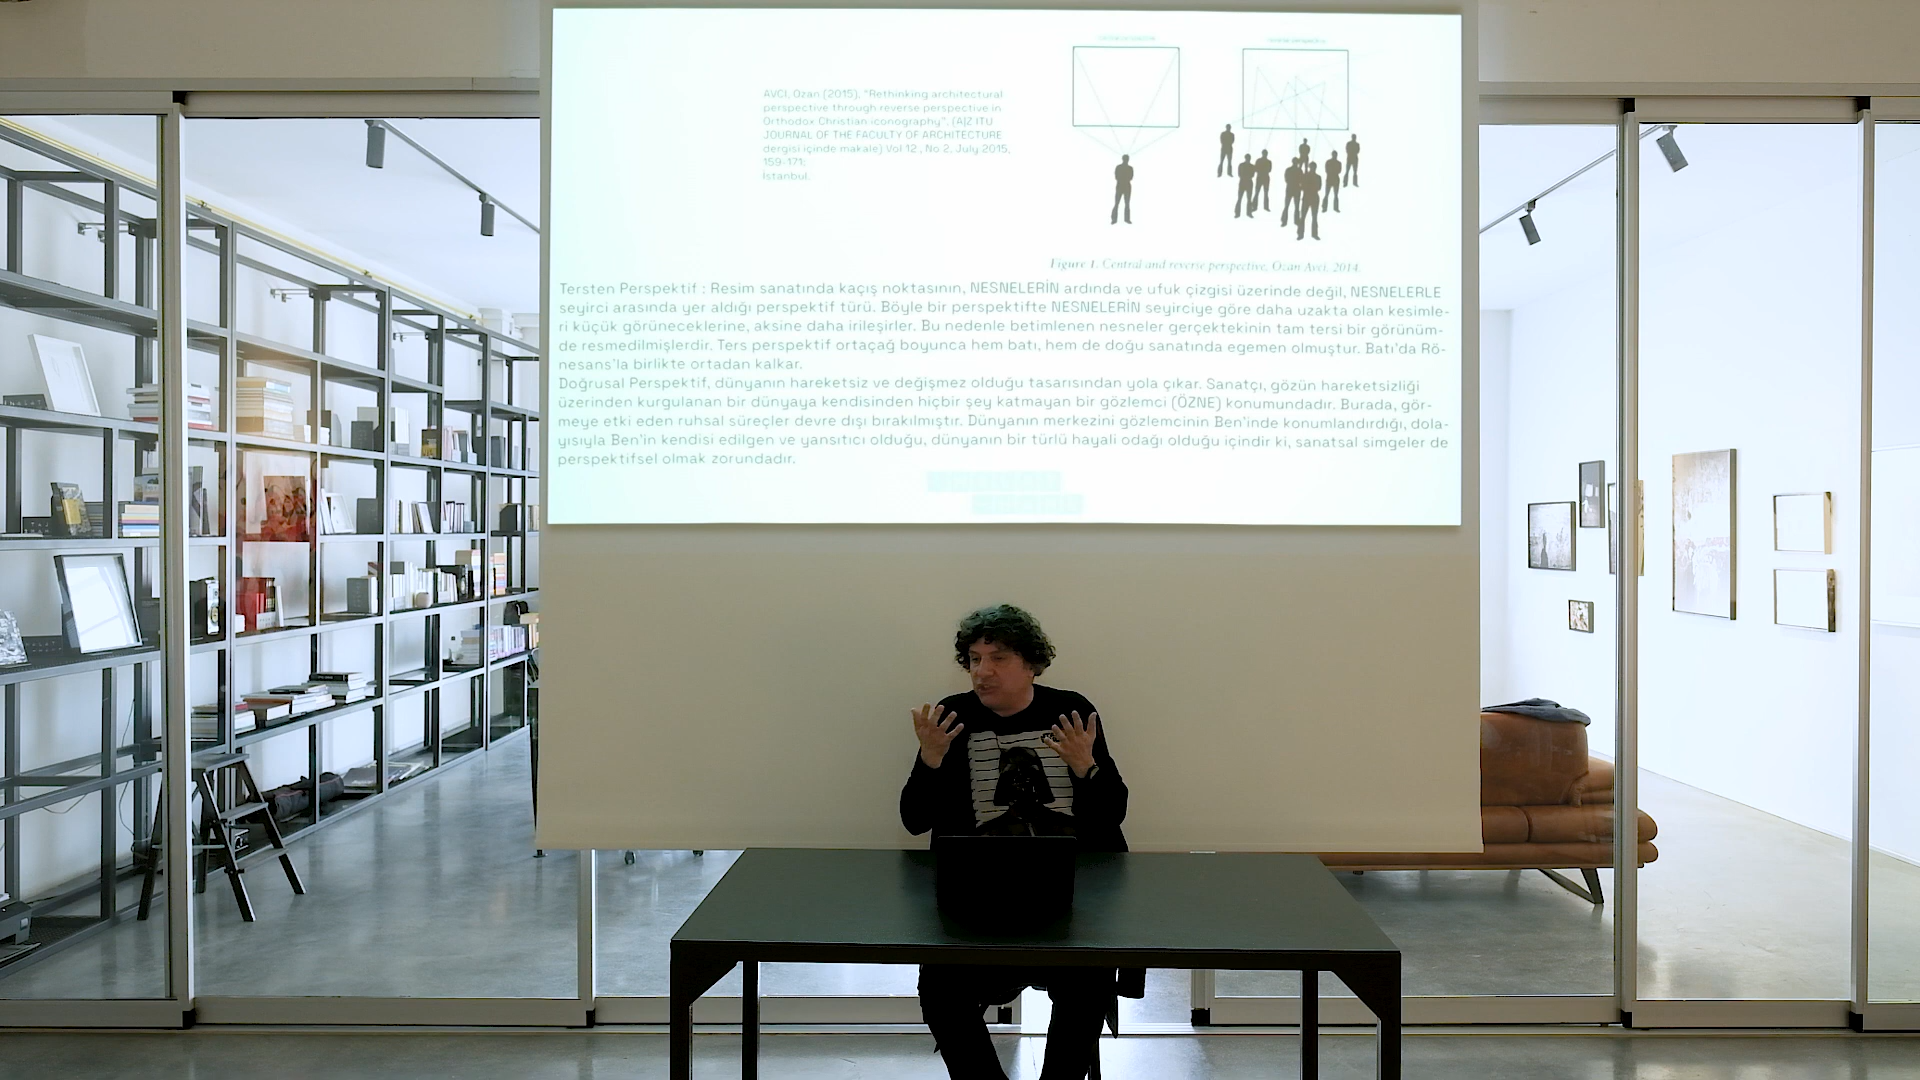 AVCI, Ozan (2015), "Rethinking architectural
perspective through reverse perspective in
Orthodox Christian iconography", (A|Z ITU
JOURNAL OF THE FACULTY OF ARCHITECTURE
dergisi içinde makale) Vol 12 , No 2, July 2015,
159-171;
İstanbul.
Figure 1. Central and reverse perspective, Ozan Avci, 2014.
Tersten Perspektif : Resim sanatında kaçış noktasının, NESNELERİN ardında ve ufuk çizgisi üzerinde değil, NESNELERLE
seyirci arasında yer aldığı perspektif türü. Böyle bir perspektifte NESNELERİN seyirciye göre daha uzakta olan kesimle-
ri küçük görüneceklerine, aksine daha irileşirler. Bu nedenle betimlenen nesneler gerçektekinin tam tersi bir görünüm-
de resmedilmişlerdir. Ters perspektif ortaçağ boyunca hem batı, hem de doğu sanatında egemen olmuştur. Batı'da Rö-
nesans'la birlikte ortadan kalkar.
Doğrusal Perspektif, dünyanın hareketsiz ve değişmez olduğu tasarısından yola çıkar. Sanatçı, gözün hareketsizliği
üzerinden kurgulanan bir dünyaya kendisinden hiçbir şey katmayan bir gözlemci (ÖZNE) konumundadır. Burada, gör-
meye etki eden ruhsal süreçler devre dışı bırakılmıştır. Dünyanın merkezini gözlemcinin Ben'inde konumlandırdığı, dola-
yısıyla Ben'in kendisi edilgen ve yansıtıcı olduğu, dünyanın bir türlü hayali odağı olduğu içindir ki, sanatsal simgeler de
perspektifsel olmak zorundadır.